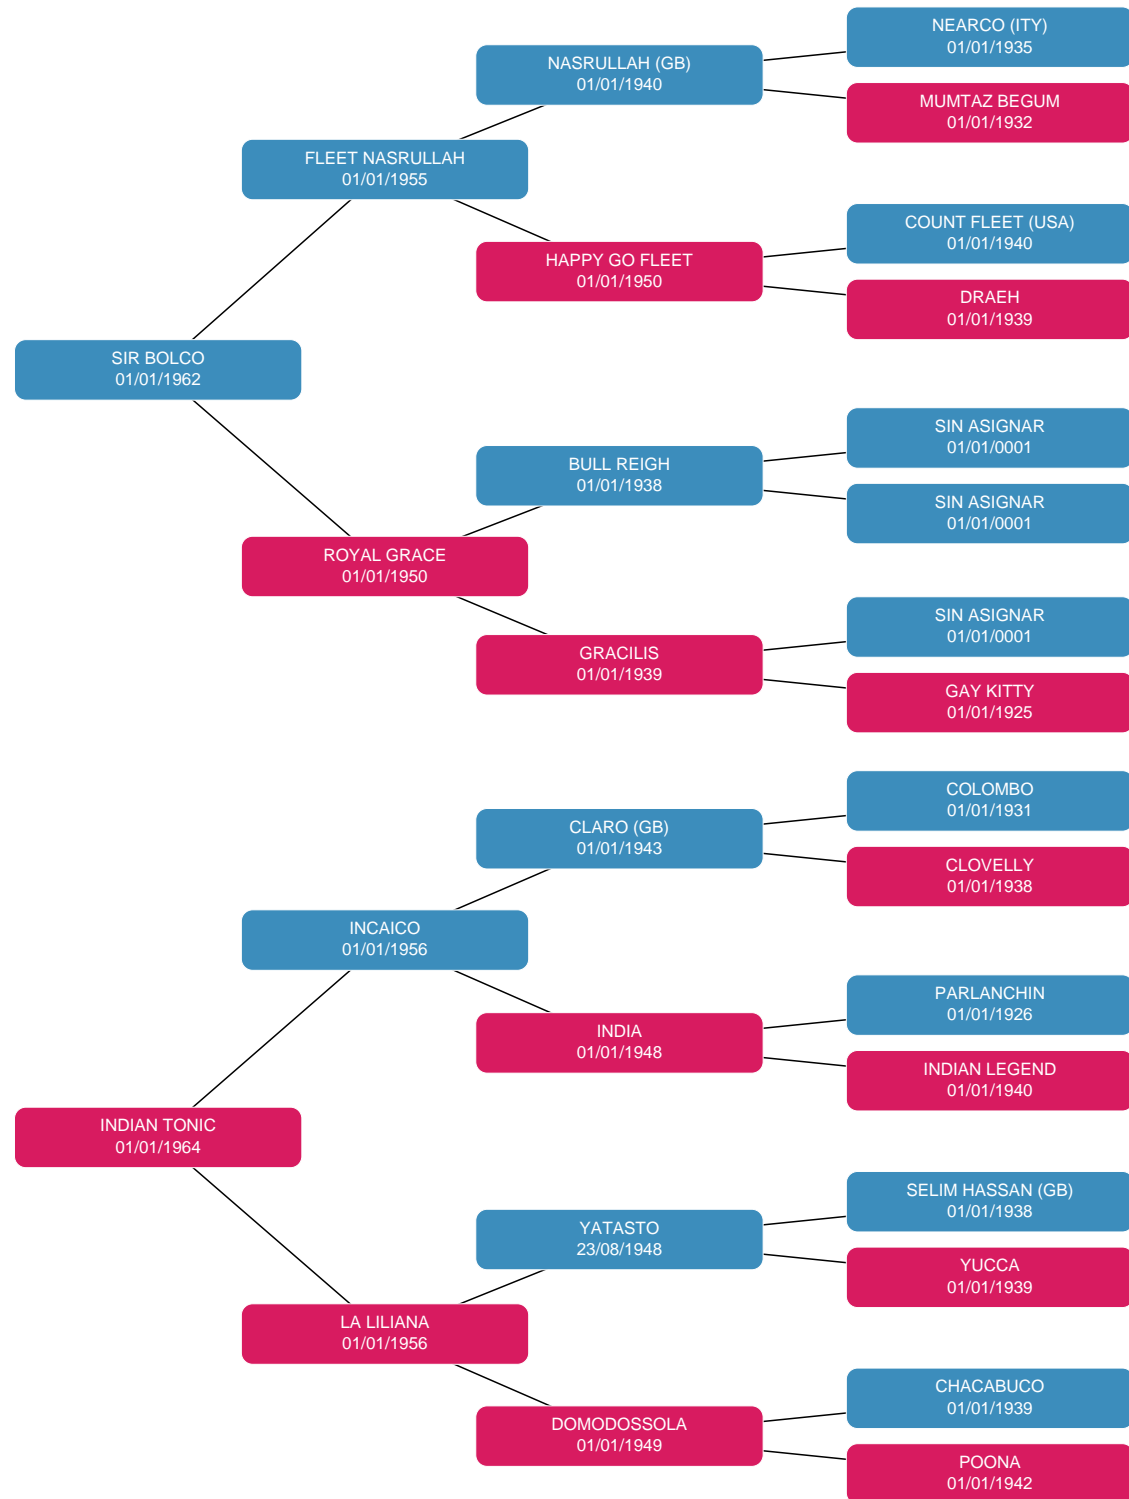 NEARCO (ITY)
01/01/1935
NASRULLAH (GB)
01/01/1940
MUMTAZ BEGUM
01/01/1932
FLEET NASRULLAH
01/01/1955
COUNT FLEET (USA)
01/01/1940
HAPPY GO FLEET
01/01/1950
DRAEH
01/01/1939
SIR BOLCO
01/01/1962
SIN ASIGNAR
01/01/0001
BULL REIGH
01/01/1938
SIN ASIGNAR
01/01/0001
ROYAL GRACE
01/01/1950
SIN ASIGNAR
01/01/0001
GRACILIS
01/01/1939
GAY KITTY
01/01/1925
COLOMBO
01/01/1931
CLARO (GB)
01/01/1943
CLOVELLY
01/01/1938
INCAICO
01/01/1956
PARLANCHIN
01/01/1926
INDIA
01/01/1948
INDIAN LEGEND
01/01/1940
INDIAN TONIC
01/01/1964
SELIM HASSAN (GB)
01/01/1938
YATASTO
23/08/1948
YUCCA
01/01/1939
LA LILIANA
01/01/1956
CHACABUCO
01/01/1939
DOMODOSSOLA
01/01/1949
POONA
01/01/1942